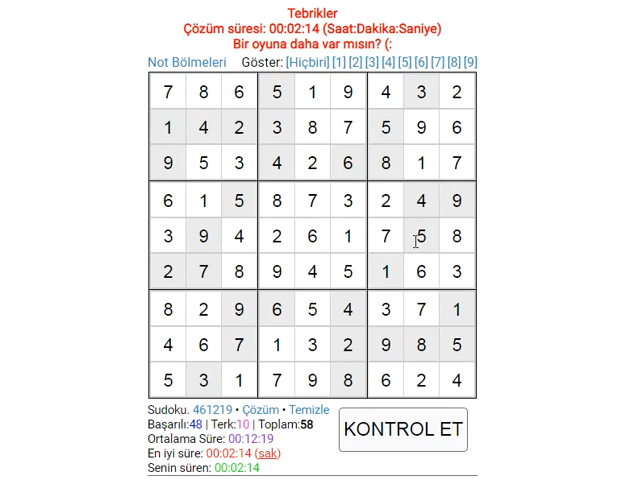 Tebrikler
Çözüm süresi: 00:02:14 (Saat:Dakika:Saniye)
Bir oyuna daha var mısın? (:
Not Bölmeleri Göster: [Hiçbiri] [1] [2] [3] [4] [5] [6] [7] [8] [9]
7 8 6 5 1 9 4 3 2
1 4 2 3 8 7 5 9 6
9 5 3 4 2 6 8 1 7
6 1 5 8 7 3 2 4 9
3 9 4 2 6 1 7 5 8
2 7 8 9 4 5 1 6 3
8 2 9 6 5 4 3 7 1
4 6 7 1 3 2 9 8 5
5 3 1 7 9 8 6 2 4
Sudoku. 461219 • Çözüm • Temizle
Başarılı:48 | Terk:10 | Toplam:58
Ortalama Süre: 00:12:19
En iyi süre: 00:02:14 (sak)
Senin süren: 00:02:14
KONTROL ET